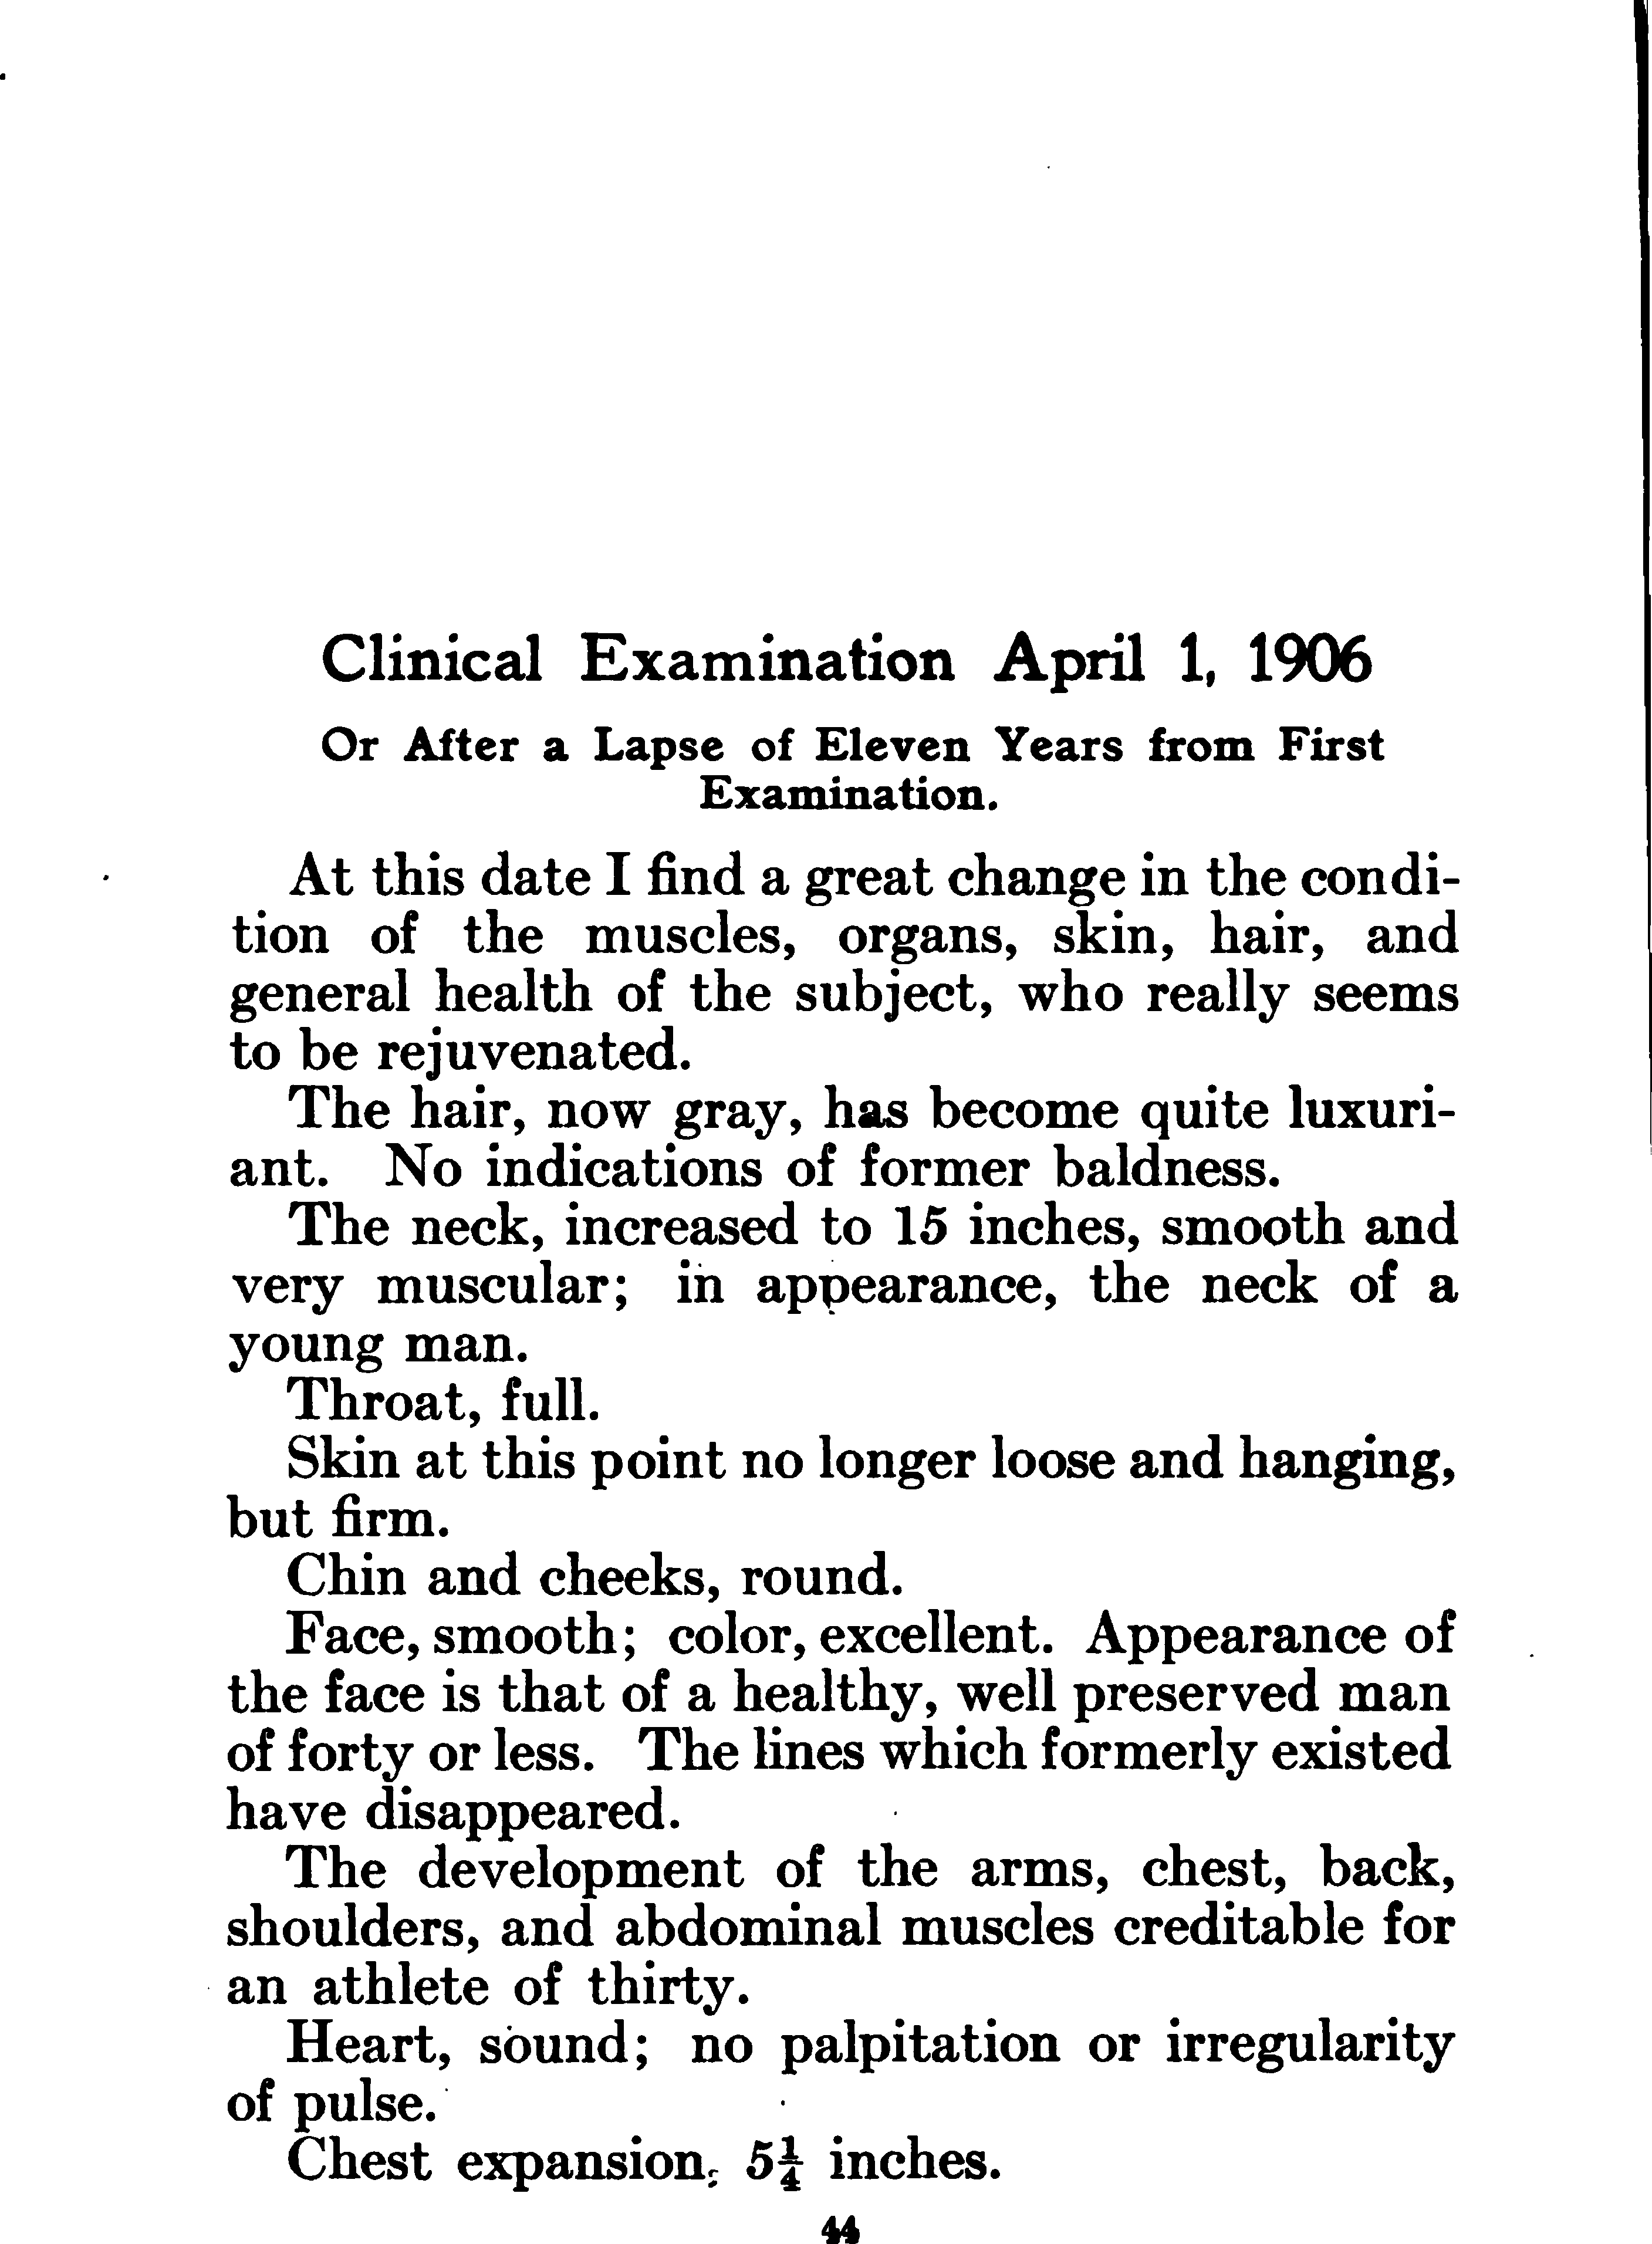 Clinical Examination April 1, 1906
Or After a Lapse of Eleven Years from First
Examination.
At this date I find a great change in the condi-
tion of the muscles, organs, skin, hair, and
general health of the subject, who really seems
to be rejuvenated.
The hair, now gray, has become quite luxuri-
ant. No indications of former baldness.
The neck, increased to 15 inches, smooth and
very muscular; in appearance, the neck of a
young man.
Throat, full.
Skin at this point no longer loose and hanging,
but firm.
Chin and cheeks, round.
Face, smooth; color, excellent. Appearance of
the face is that of a healthy, well preserved man
of forty or less. The lines which formerly existed
have disappeared.
The development of the arms, chest, back,
shoulders, and abdominal muscles creditable for
an athlete of thirty.
Heart, sound; no palpitation or irregularity
of pulse.
Chest expansion, 5¼ inches.
44